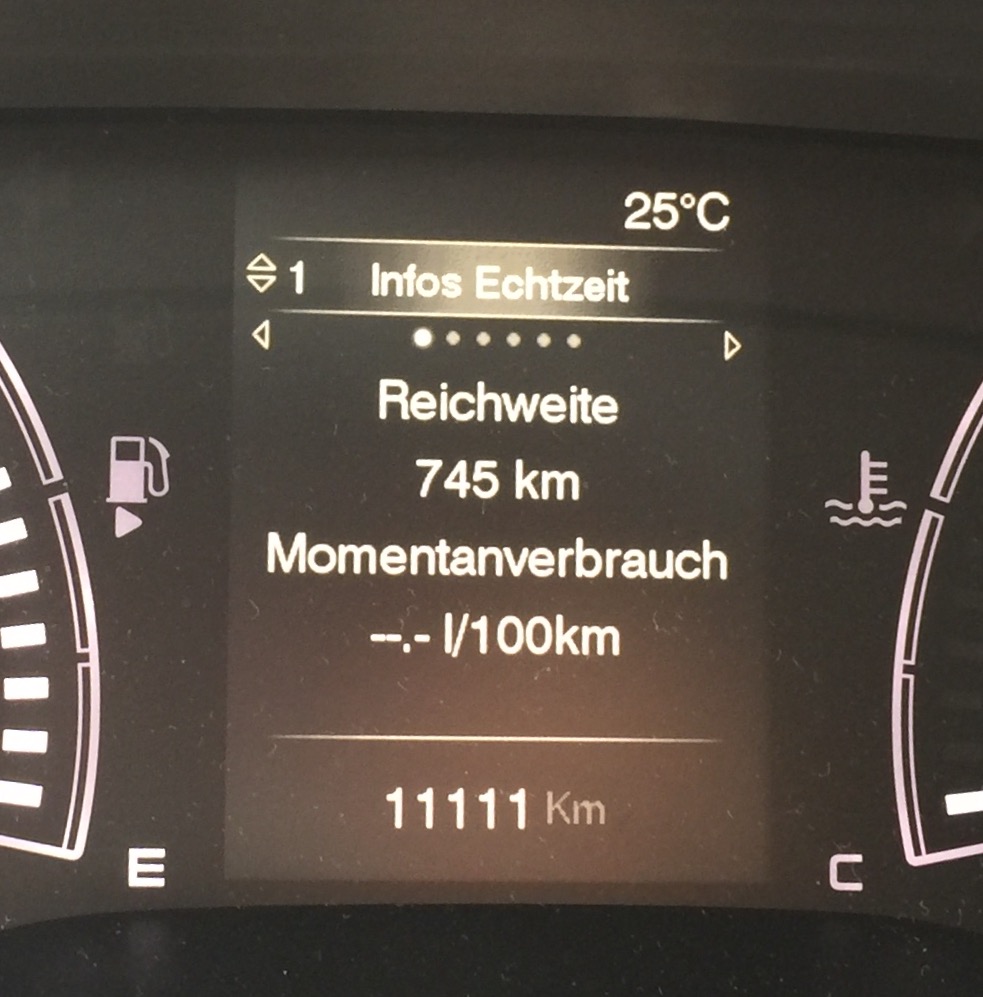 25°C
1 Infos Echtzeit
Reichweite
745 km
Momentanverbrauch
--.- l/100km
11111 Km
E
C